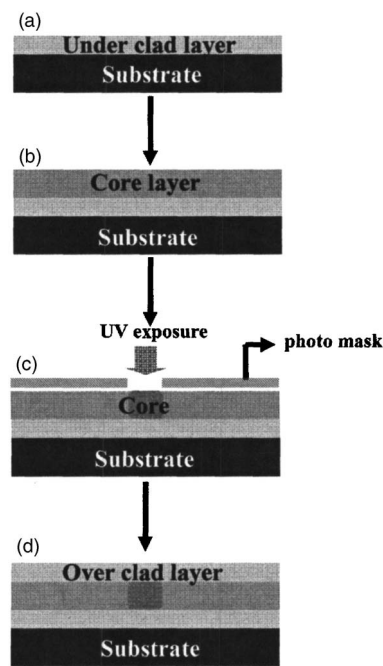 (a)
Under clad layer
Substrate
(b)
Core layer
Substrate
UV exposure
photo mask
(c)
Core
Substrate
(d)
Over clad layer
Substrate